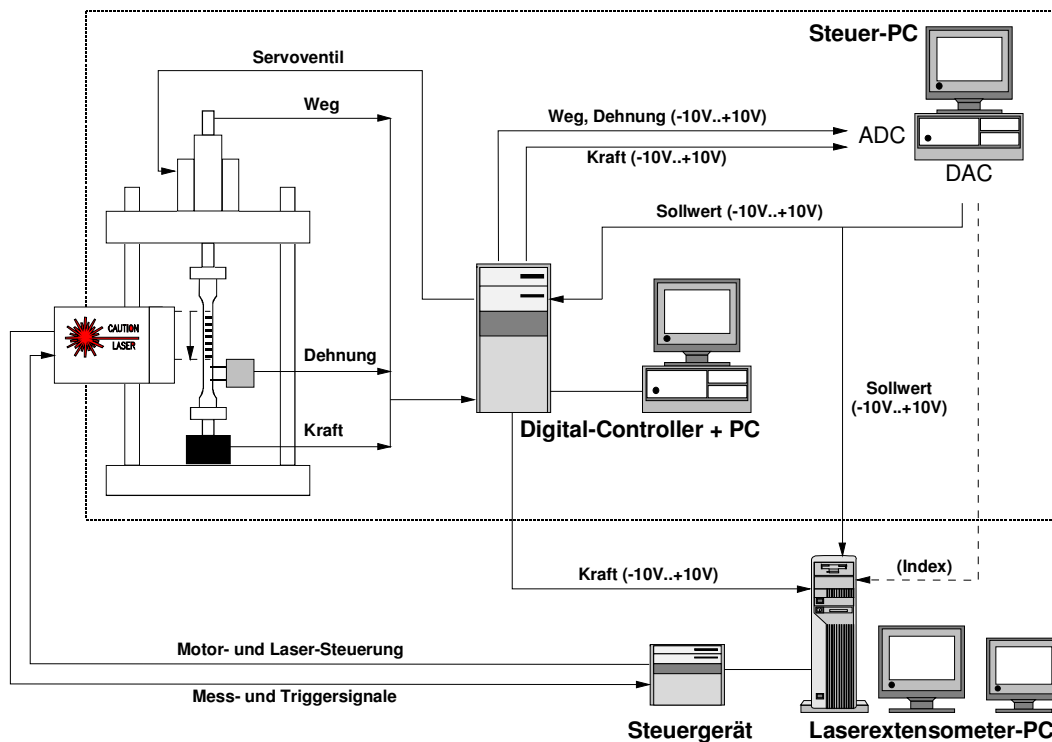 Steuer-PC
Servoventil
Weg
Weg, Dehnung (-10V..+10V)
ADC
Kraft (-10V..+10V)
DAC
Sollwert (-10V..+10V)
CAUTION
LASER
Dehnung
Sollwert
(-10V..+10V)
Digital-Controller + PC
Kraft
(Index)
Kraft (-10V..+10V)
Motor- und Laser-Steuerung
Mess- und Triggersignale
Steuergerät
Laserextensometer-PC